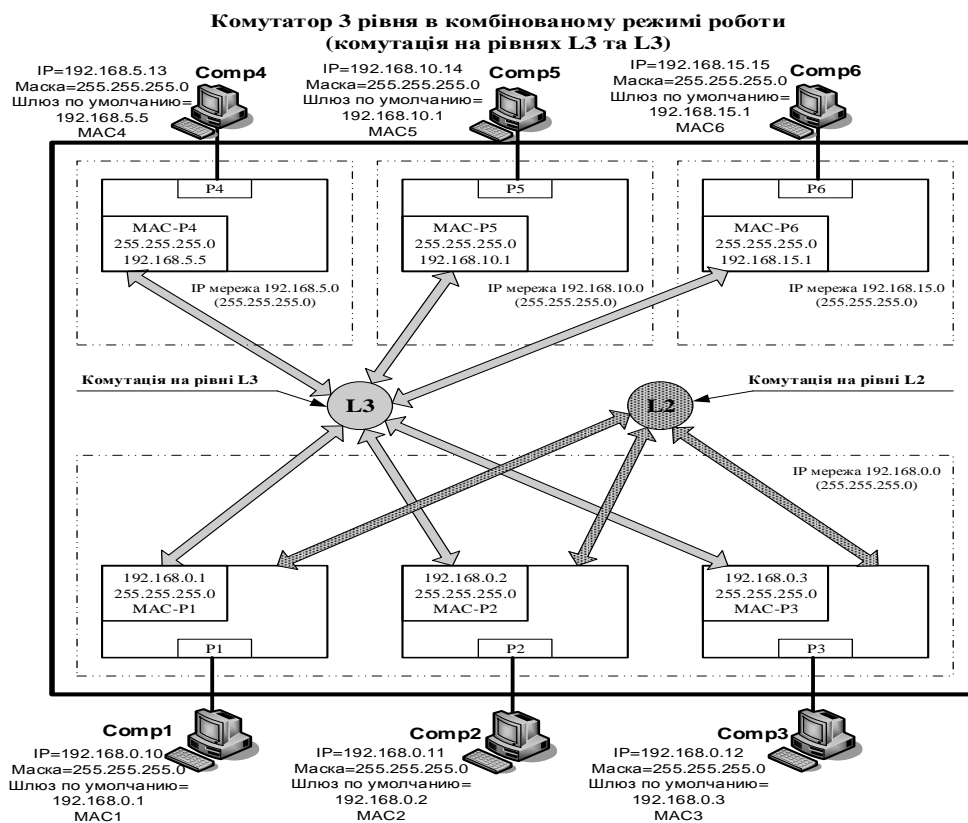 Комутатор 3 рівня в комбінованому режимі роботи
(комутація на рівнях L3 та L3)
Comp4
IP=192.168.5.13
Маска=255.255.255.0
Шлюз по умолчанию=
192.168.5.5
MAC4
Comp5
IP=192.168.10.14
Маска=255.255.255.0
Шлюз по умолчанию=
192.168.10.1
MAC5
Comp6
IP=192.168.15.15
Маска=255.255.255.0
Шлюз по умолчанию=
192.168.15.1
MAC6
P4
MAC-P4
255.255.255.0
192.168.5.5
IP мережа 192.168.5.0
(255.255.255.0)
P5
MAC-P5
255.255.255.0
192.168.10.1
IP мережа 192.168.10.0
(255.255.255.0)
P6
MAC-P6
255.255.255.0
192.168.15.1
IP мережа 192.168.15.0
(255.255.255.0)
Комутація на рівні L3
L3
L2
Комутація на рівні L2
IP мережа 192.168.0.0
(255.255.255.0)
192.168.0.1
255.255.255.0
MAC-P1
P1
192.168.0.2
255.255.255.0
MAC-P2
P2
192.168.0.3
255.255.255.0
MAC-P3
P3
Comp1
IP=192.168.0.10
Маска=255.255.255.0
Шлюз по умолчанию=
192.168.0.1
MAC1
Comp2
IP=192.168.0.11
Маска=255.255.255.0
Шлюз по умолчанию=
192.168.0.2
MAC2
Comp3
IP=192.168.0.12
Маска=255.255.255.0
Шлюз по умолчанию=
192.168.0.3
MAC3